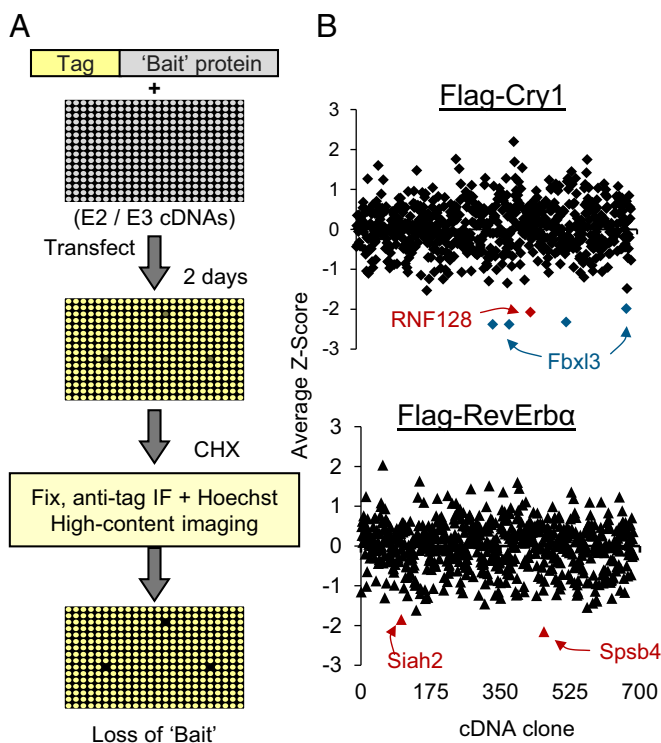 A
Tag
'Bait' protein
+
(E2 / E3 cDNAs)
Transfect
2 days
CHX
Fix, anti-tag IF + Hoechst
High-content imaging
Loss of 'Bait'
B
Flag-Cry1
3
2
1
0
-1
-2
-3
RNF128
Fbxl3
Average Z-Score
Flag-RevErbα
3
2
1
0
-1
-2
-3
Siah2
Spsb4
0 175 350 525 700
cDNA clone